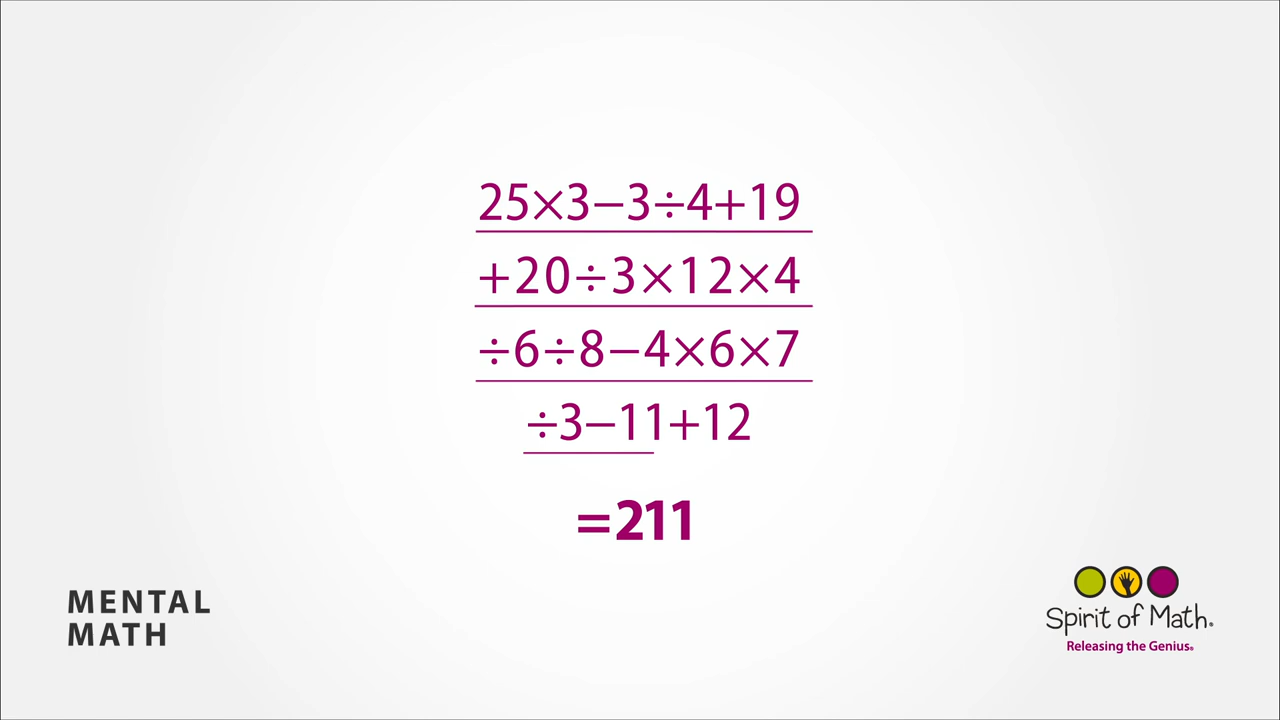 25×3−3÷4+19
+20÷3×12×4
÷6÷8−4×6×7
÷3−11+12
=211
MENTAL
MATH
Spirit of Math®
Releasing the Genius®